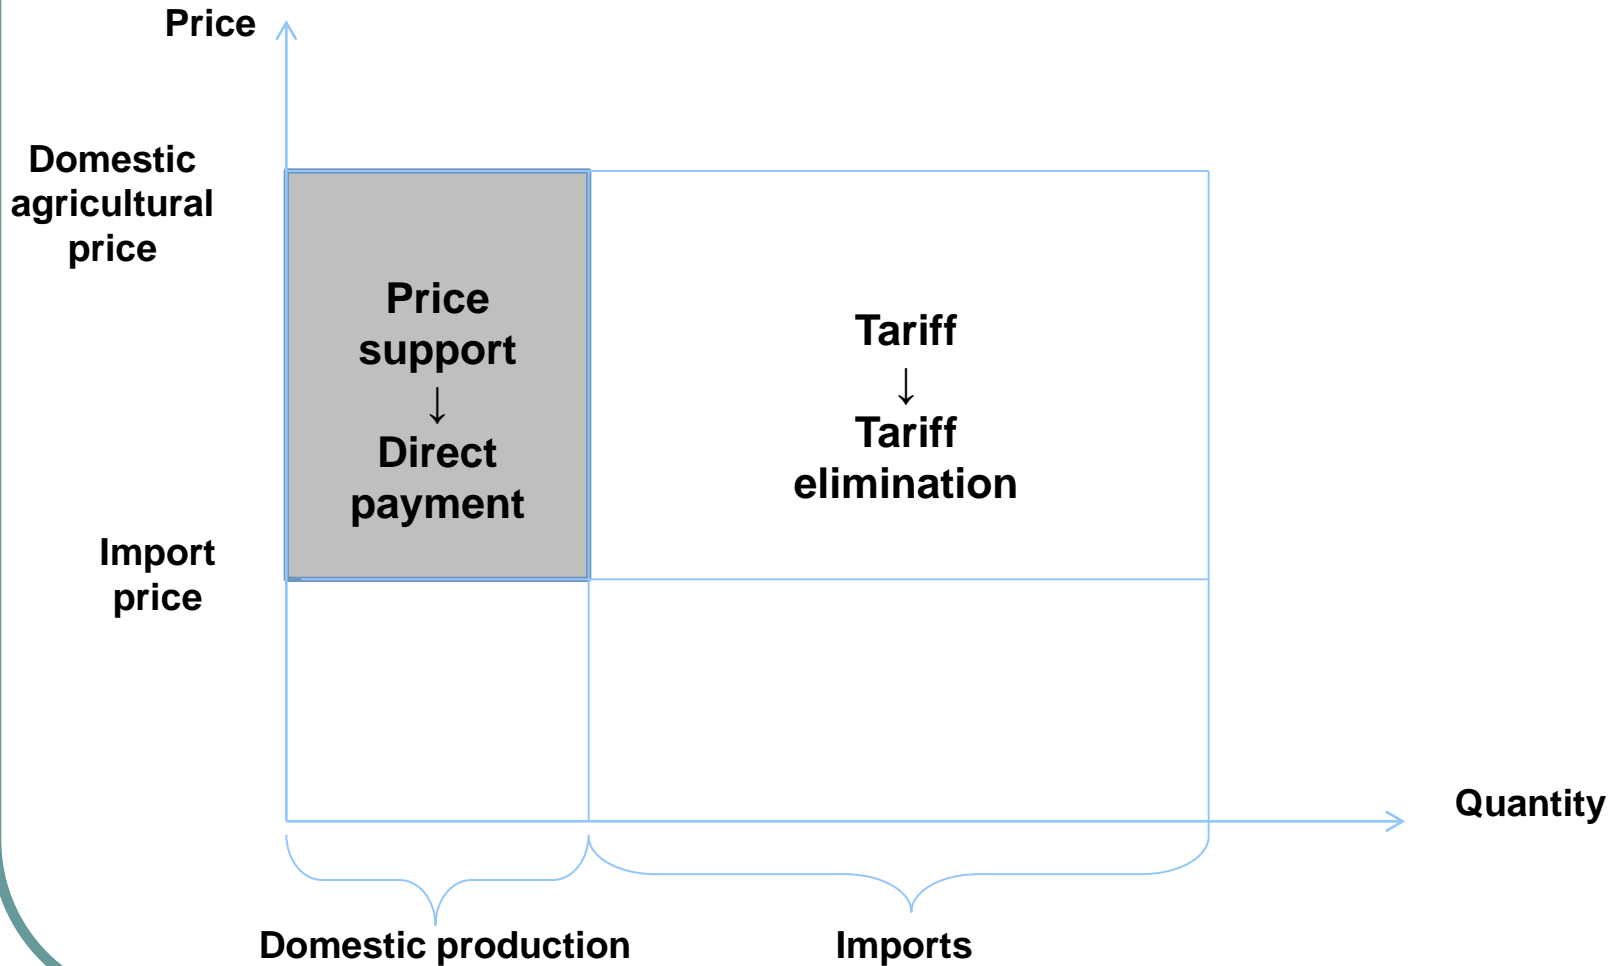 Price
Domestic
agricultural
price
Price
support
↓
Direct
payment
Tariff
↓
Tariff
elimination
Import
price
Quantity
Domestic production
Imports